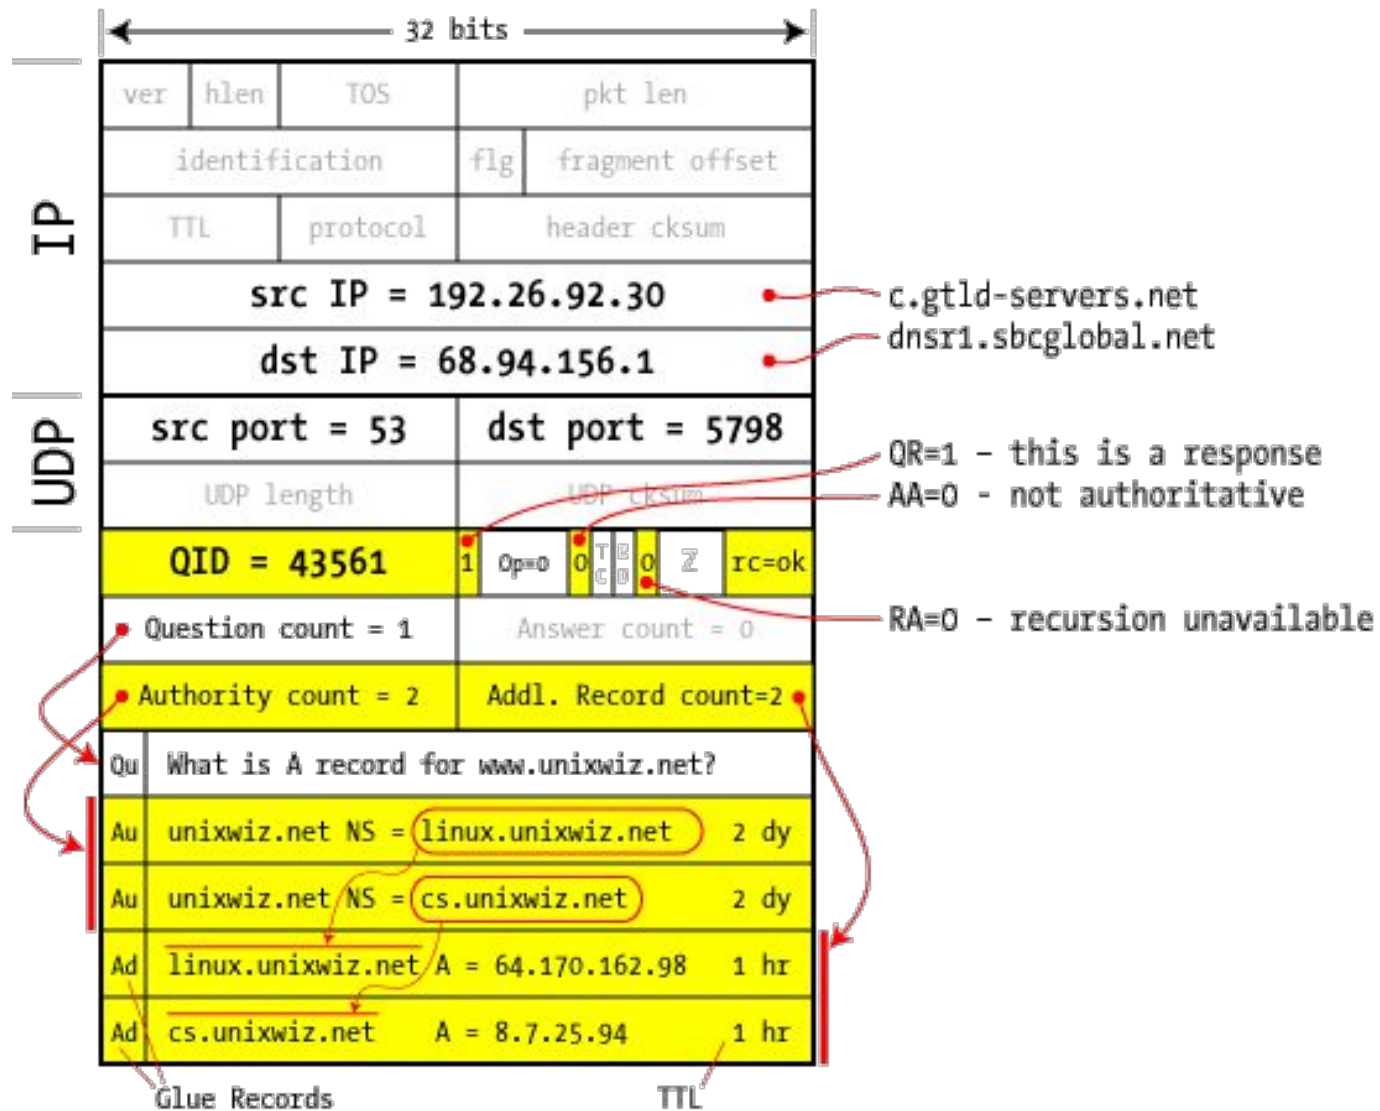 32 bits
IP
ver hlen TOS pkt len
identification flg fragment offset
TTL protocol header cksum
src IP = 192.26.92.30 c.gtld-servers.net
dst IP = 68.94.156.1 dnsr1.sbcglobal.net
UDP
src port = 53 dst port = 5798
QR=1 – this is a response
UDP length UDP cksum AA=0 - not authoritative
QID = 43561 1 Op=0 0 TC RD 0 Z rc=ok
Question count = 1 Answer count = 0 RA=0 – recursion unavailable
Authority count = 2 Addl. Record count=2
Qu What is A record for www.unixwiz.net?
Au unixwiz.net NS = linux.unixwiz.net 2 dy
Au unixwiz.net NS = cs.unixwiz.net 2 dy
Ad linux.unixwiz.net A = 64.170.162.98 1 hr
Ad cs.unixwiz.net A = 8.7.25.94 1 hr
Glue Records TTL